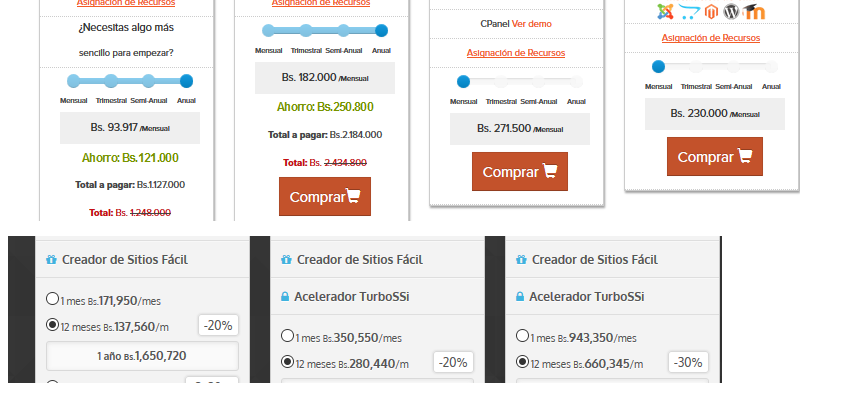 Asignación de Recursos
¿Necesitas algo más
sencillo para empezar?
Mensual Trimestral Semi-Anual Anual
Bs. 93.917 /Mensual
Ahorro: Bs.121.000
Total a pagar: Bs.1.127.000
Total: Bs. 1.248.000
Asignación de Recursos
Mensual Trimestral Semi-Anual Anual
Bs. 182.000 /Mensual
Ahorro: Bs.250.800
Total a pagar: Bs.2.184.000
Total: Bs. 2.434.800
Comprar
CPanel Ver demo
Asignación de Recursos
Mensual Trimestral Semi-Anual Anual
Bs. 271.500 /Mensual
Comprar
Asignación de Recursos
Mensual Trimestral Semi-Anual Anual
Bs. 230.000 /Mensual
Comprar
Creador de Sitios Fácil
1 mes Bs.171,950/mes
12 meses Bs.137,560/m -20%
1 año Bs.1,650,720
Creador de Sitios Fácil
Acelerador TurboSSi
1 mes Bs.350,550/mes
12 meses Bs.280,440/m -20%
Creador de Sitios Fácil
Acelerador TurboSSi
1 mes Bs.943,350/mes
12 meses Bs.660,345/m -30%